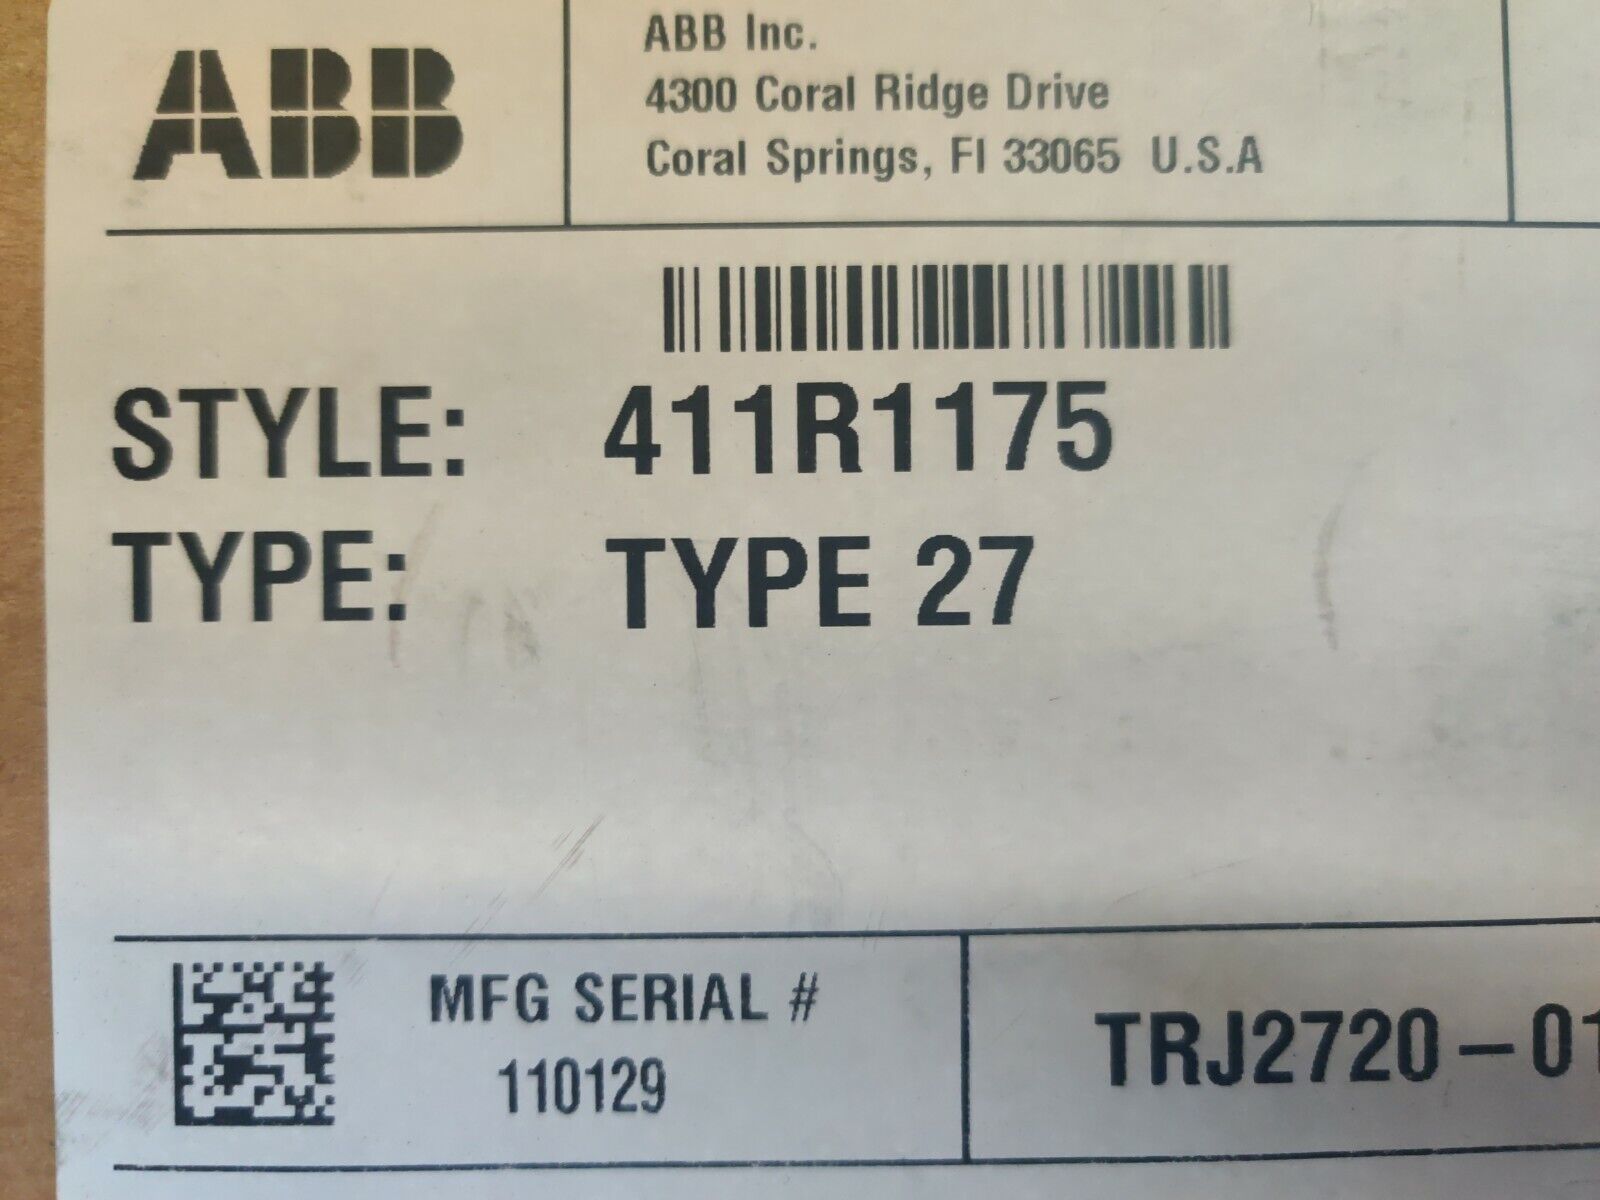 ABB
ABB Inc.
4300 Coral Ridge Drive
Coral Springs, Fl 33065 U.S.A
STYLE: 411R1175
TYPE: TYPE 27
MFG SERIAL #
110129
TRJ2720-01